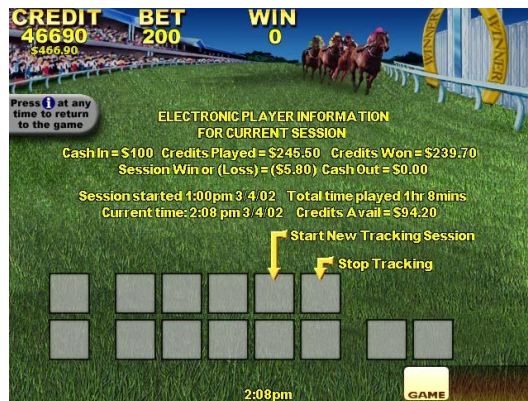 CREDIT BET WIN
46690 200 0
$466.90
WINNER WINNER
Press i at any
time to return
to the game
ELECTRONIC PLAYER INFORMATION
FOR CURRENT SESSION
Cash In = $100 Credits Played = $245.50 Credits Won = $239.70
Session Win or (Loss) = ($5.80) Cash Out = $0.00
Session started 1:00pm 3/4/02 Total time played 1hr 8mins
Current time: 2:08 pm 3/4/02 Credits Avail = $94.20
Start New Tracking Session
Stop Tracking
2:08pm
GAME